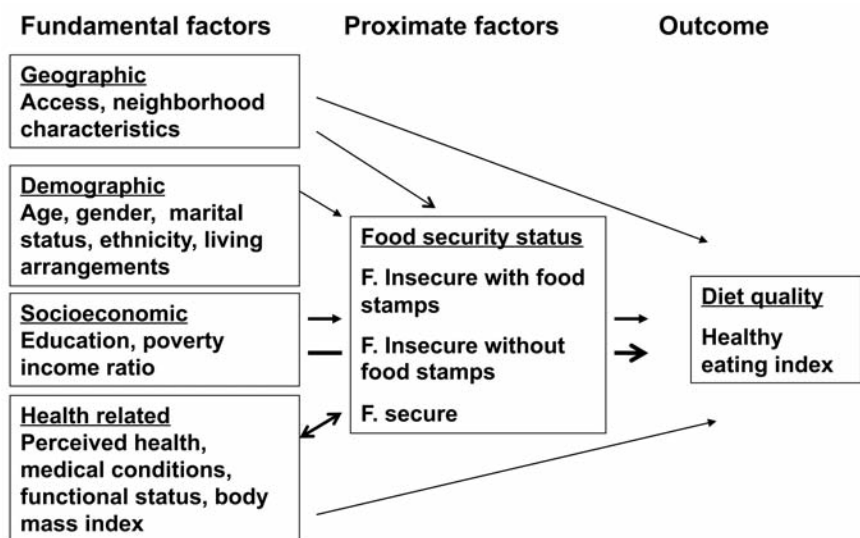 Fundamental factors
Proximate factors
Outcome
Geographic
Access, neighborhood
characteristics
Demographic
Age, gender, marital
status, ethnicity, living
arrangements
Socioeconomic
Education, poverty
income ratio
Health related
Perceived health,
medical conditions,
functional status, body
mass index
Food security status
F. Insecure with food
stamps
F. Insecure without
food stamps
F. secure
Diet quality
Healthy
eating index